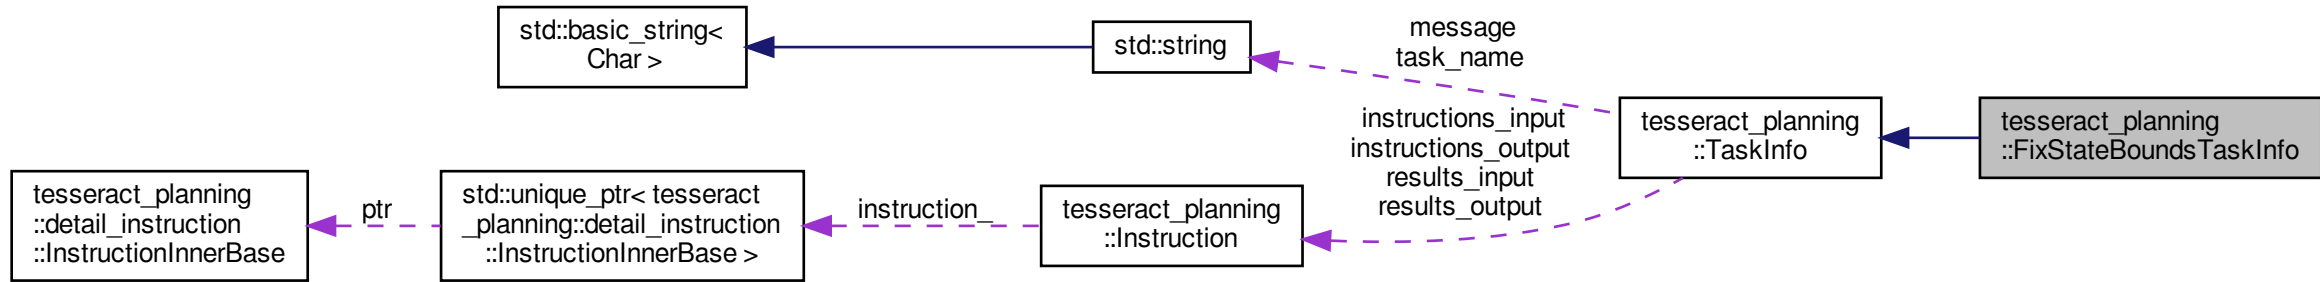 std::basic_string<
Char >
std::string
message
task_name
tesseract_planning
::TaskInfo
tesseract_planning
::FixStateBoundsTaskInfo
instructions_input
instructions_output
results_input
results_output
tesseract_planning
::detail_instruction
::InstructionInnerBase
ptr
std::unique_ptr< tesseract
_planning::detail_instruction
::InstructionInnerBase >
instruction_
tesseract_planning
::Instruction